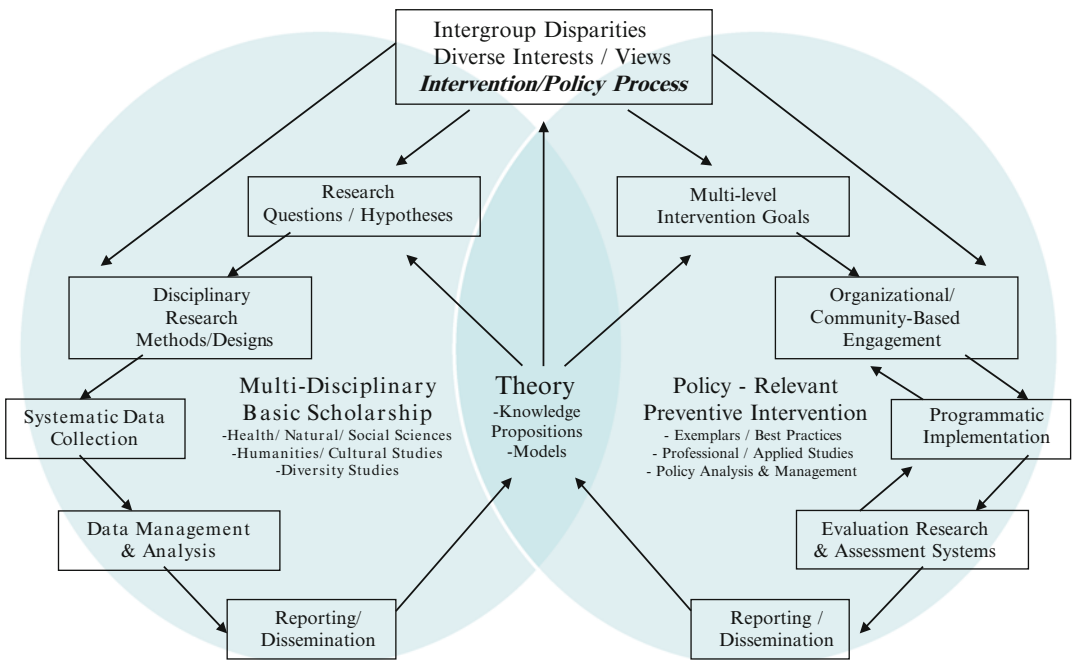 Intergroup Disparities
Diverse Interests / Views
Intervention/Policy Process
Research
Questions / Hypotheses
Multi-level
Intervention Goals
Disciplinary
Research
Methods/Designs
Organizational/
Community-Based
Engagement
Multi-Disciplinary
Basic Scholarship
-Health/ Natural/ Social Sciences
-Humanities/ Cultural Studies
-Diversity Studies
Theory
-Knowledge
Propositions
-Models
Policy - Relevant
Preventive Intervention
- Exemplars / Best Practices
- Professional / Applied Studies
- Policy Analysis & Management
Systematic Data
Collection
Programmatic
Implementation
Data Management
& Analysis
Evaluation Research
& Assessment Systems
Reporting/
Dissemination
Reporting /
Dissemination